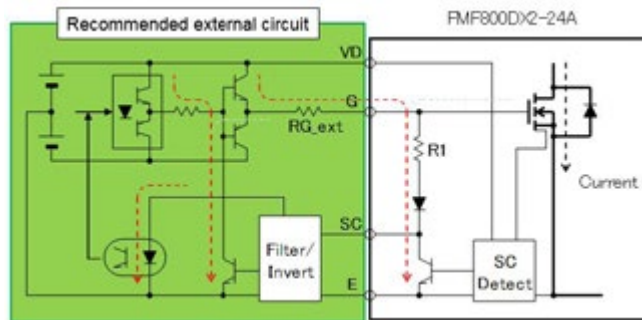 Recommended external circuit
FMF800DX2-24A
VD
G
RG_ext
R1
Current
SC
Filter/
Invert
SC
Detect
E